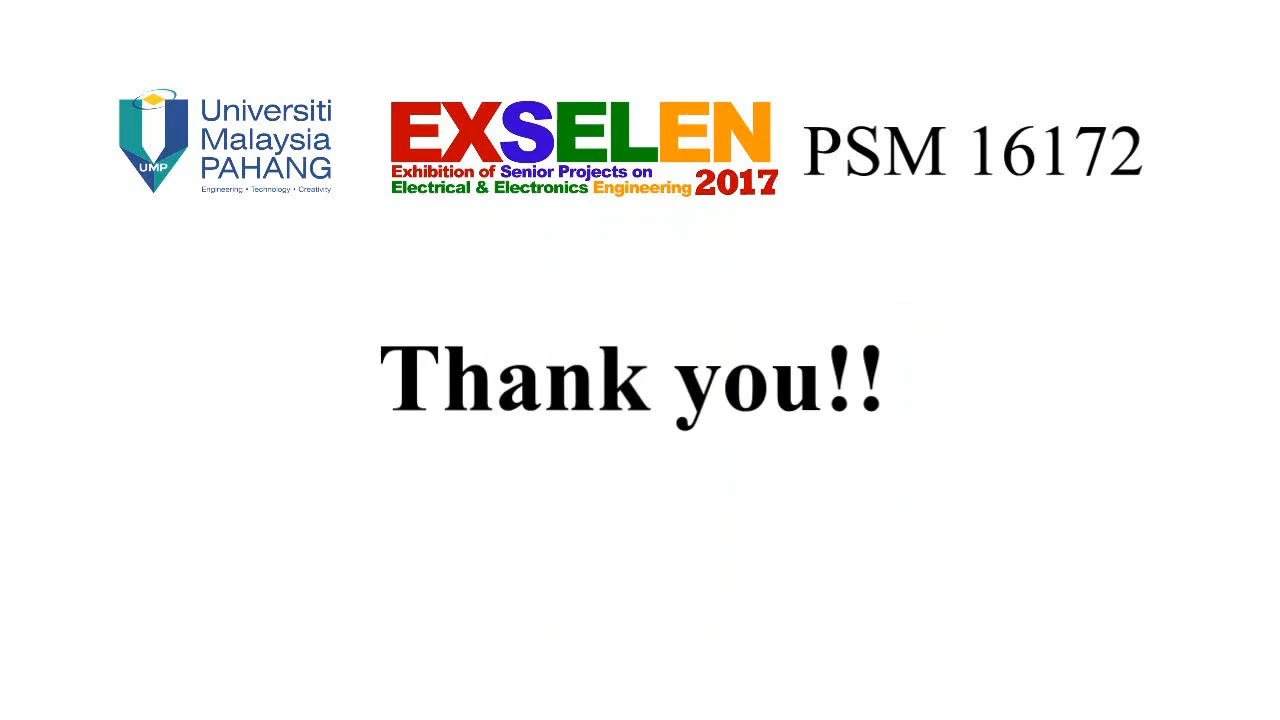 Universiti
Malaysia
PAHANG
Engineering • Technology • Creativity
UMP
EXSELEN
Exhibition of Senior Projects on
Electrical & Electronics Engineering 2017
PSM 16172
Thank you!!